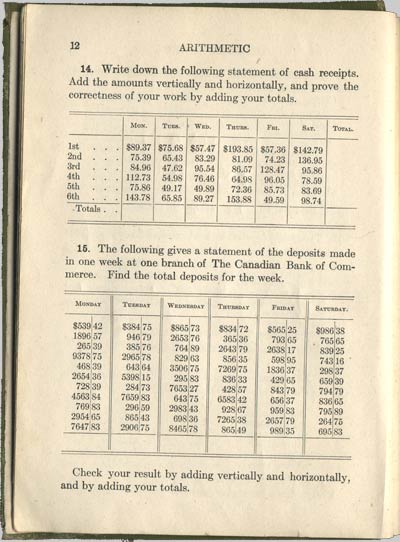 12 ARITHMETIC
14. Write down the following statement of cash receipts.
Add the amounts vertically and horizontally, and prove the
correctness of your work by adding your totals.
Mon. Tues. Wed. Thurs. Fri. Sat. Total.
1st . . . $89.37 $75.68 $57.47 $193.85 $57.36 $142.79
2nd . . . 75.39 65.43 83.29 81.09 74.23 136.95
3rd . . . 84.96 47.62 95.54 86.57 128.47 95.86
4th . . . 112.73 54.98 76.46 64.98 96.05 78.59
5th . . . 75.86 49.17 49.89 72.36 85.73 83.69
6th . . . 143.78 65.85 89.27 153.88 49.59 98.74
Totals . .
15. The following gives a statement of the deposits made
in one week at one branch of The Canadian Bank of Com-
merce. Find the total deposits for the week.
Monday Tuesday Wednesday Thursday Friday Saturday.
$539 42 $384 75 $865 73 $834 72 $565 25 $986 38
1896 57 946 79 2653 76 365 36 793 65 765 65
265 39 385 76 764 89 2643 79 2638 17 839 25
9378 75 2965 78 829 63 856 35 598 95 743 16
468 39 643 64 3506 75 7269 75 1836 37 298 37
2654 36 5398 15 295 83 836 33 429 65 659 39
728 39 284 73 7653 27 428 57 843 79 794 79
4563 84 7659 83 643 75 6583 42 656 37 836 65
769 83 296 59 2983 43 928 67 959 83 795 89
2954 65 865 43 698 36 7265 38 2657 79 264 75
7647 83 2906 75 8465 78 865 49 989 35 695 83
Check your result by adding vertically and horizontally,
and by adding your totals.